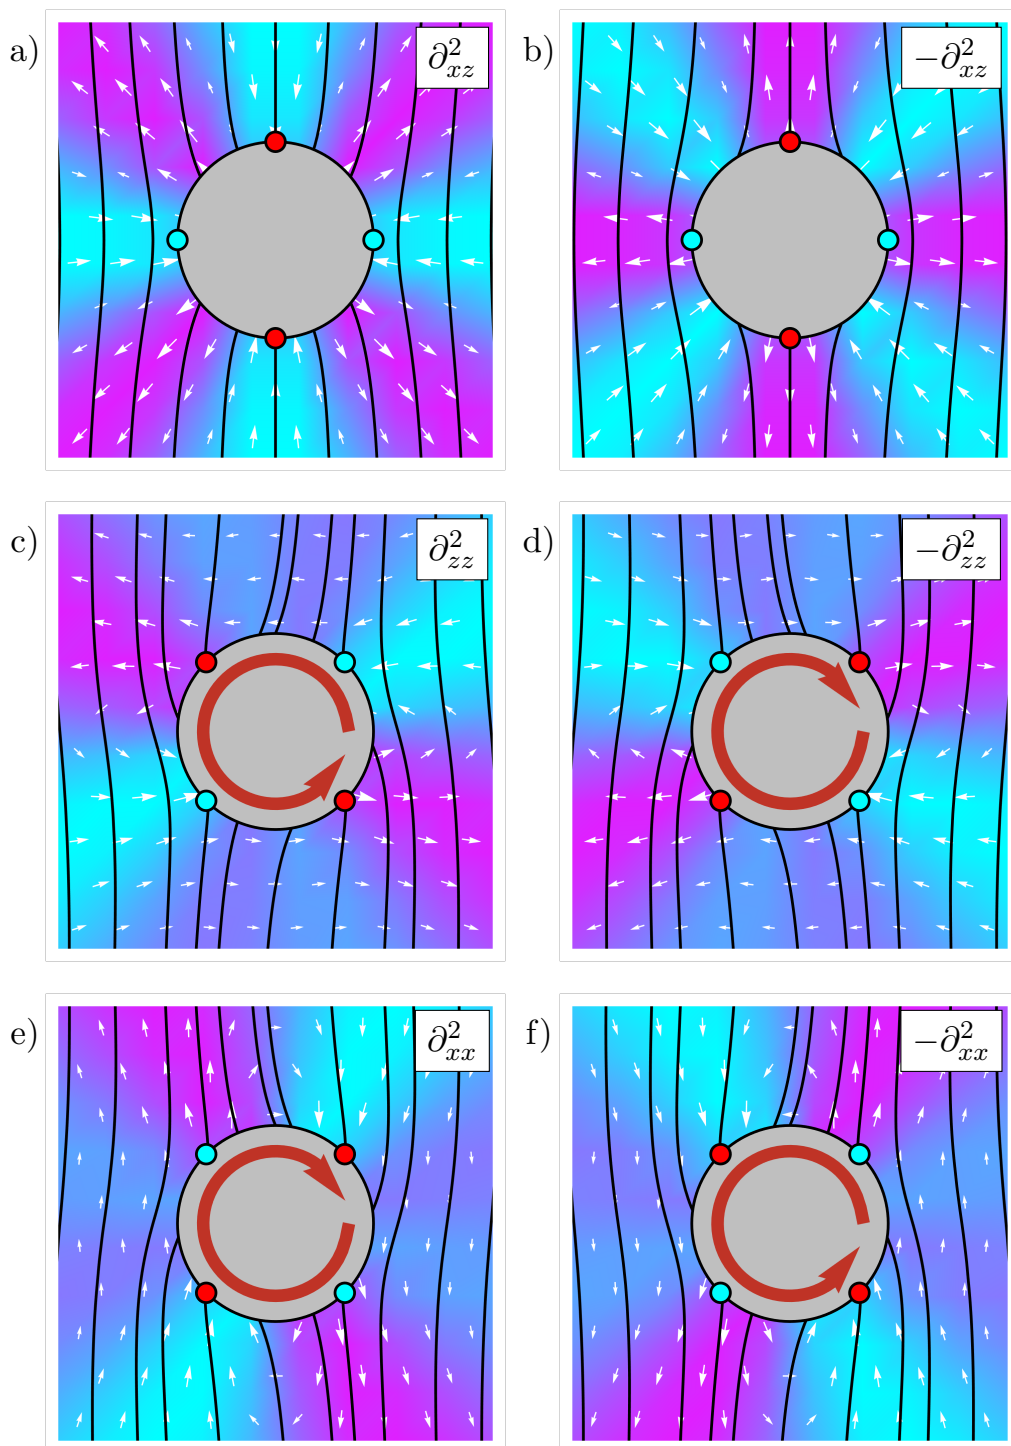 a) ∂²ₓ𝓏
b) −∂²ₓ𝓏
c) ∂²𝓏𝓏
d) −∂²𝓏𝓏
e) ∂²ₓₓ
f) −∂²ₓₓ